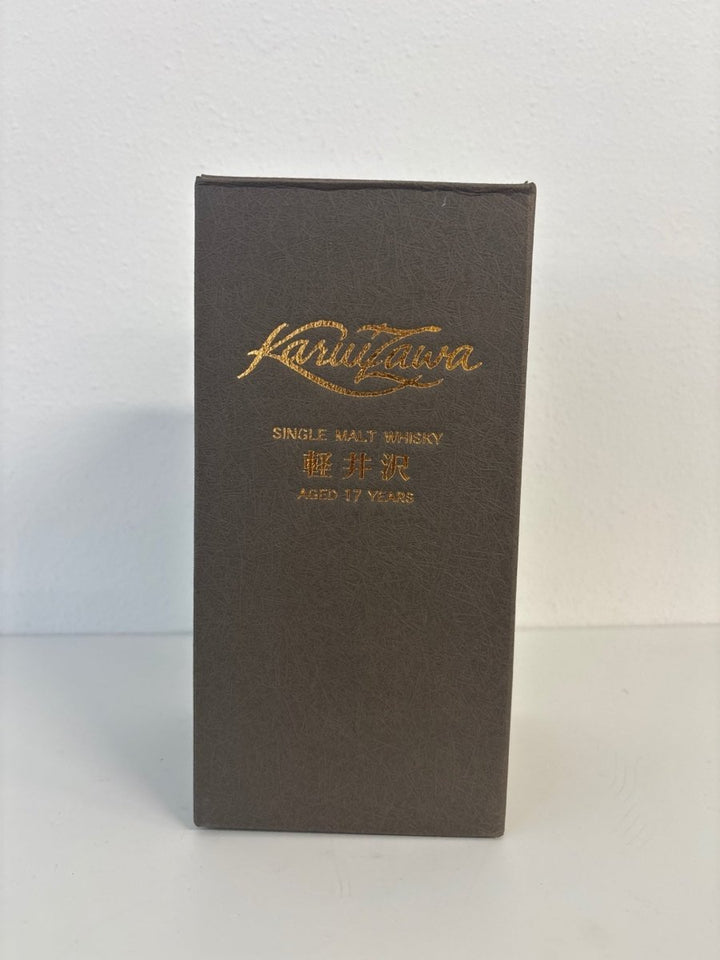 Karuizawa
SINGLE MALT WHISKY
軽井沢
AGED 17 YEARS